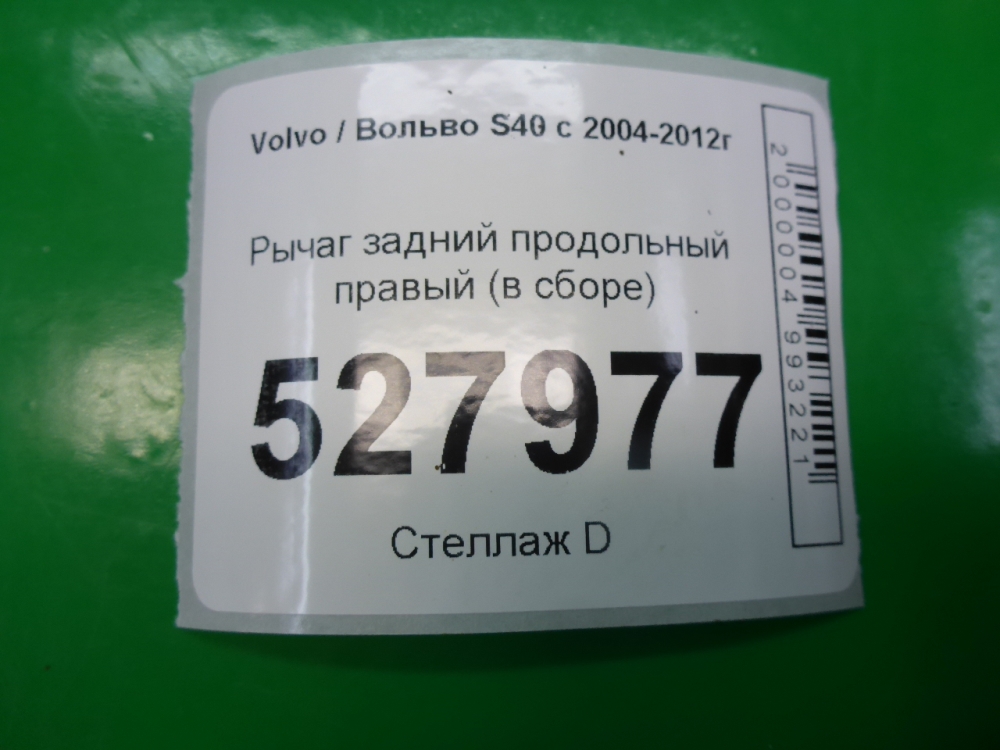 Volvo / Вольво S40 с 2004-2012г
Рычаг задний продольный
правый (в сборе)
527977
Стеллаж D
2000004993221